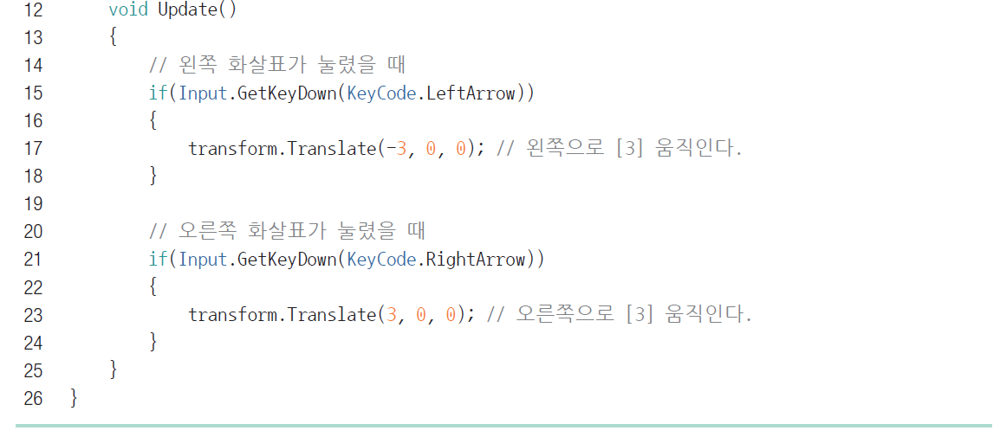 12 void Update()
13 {
14 // 왼쪽 화살표가 눌렸을 때
15 if(Input.GetKeyDown(KeyCode.LeftArrow))
16 {
17 transform.Translate(-3, 0, 0); // 왼쪽으로 [3] 움직인다.
18 }
19
20 // 오른쪽 화살표가 눌렸을 때
21 if(Input.GetKeyDown(KeyCode.RightArrow))
22 {
23 transform.Translate(3, 0, 0); // 오른쪽으로 [3] 움직인다.
24 }
25 }
26 }